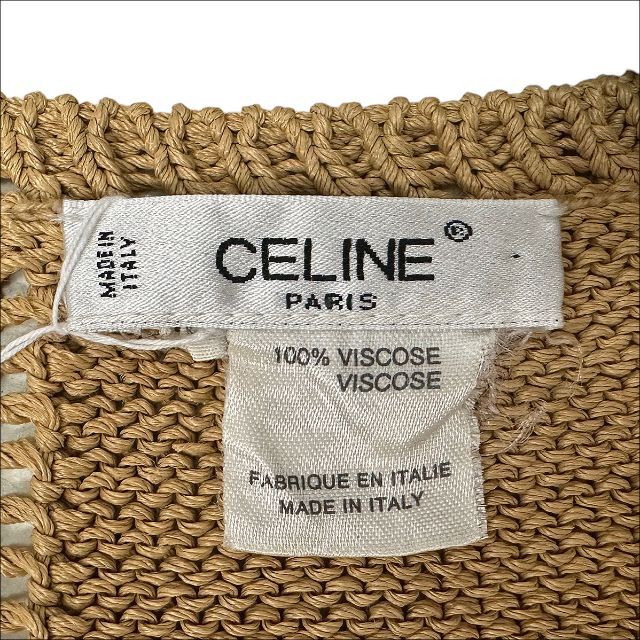 MADE IN
ITALY
CELINE®
PARIS
100% VISCOSE
VISCOSE
FABRIQUE EN ITALIE
MADE IN ITALY